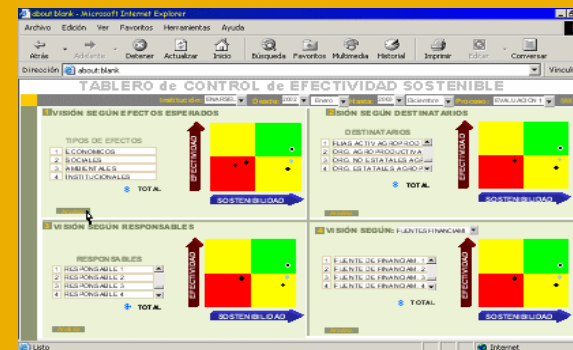 about:blank - Microsoft Internet Explorer
Archivo Edición Ver Favoritos Herramientas Ayuda
Atrás Adelante Detener Actualizar Inicio Búsqueda Favoritos Multimedia Historial Imprimir Editar Conversar
Dirección about:blank Vínculos
TABLERO de CONTROL de EFECTIVIDAD SOSTENIBLE
Institución: Desde: 2002 Enero Hasta: 2003 Diciembre Proceso: EVALUACION 1
1 VISIÓN SEGÚN EFECTOS ESPERADOS
TIPOS DE EFECTOS
1 ECONOMICOS
2 SOCIALES
3 AMBIENTALES
4 INSTITUCIONALES
TOTAL
EFECTIVIDAD
SOSTENIBILIDAD
2 VISIÓN SEGÚN DESTINATARIOS
DESTINATARIOS
1 FLIAS ACTIV AGROPROD
2 ORG. AGROPRODUCTIVA
3 ORG. NO ESTATALES AG
4 ORG. ESTATALES AGRO
TOTAL
EFECTIVIDAD
SOSTENIBILIDAD
3 VISIÓN SEGÚN RESPONSABLES
RESPONSABLES
1 RESPONSABLE 1
2 RESPONSABLE 2
3 RESPONSABLE 3
4 RESPONSABLE 4
TOTAL
EFECTIVIDAD
SOSTENIBILIDAD
4 VISIÓN SEGÚN: FUENTES FINANCIAM
1 FUENTE DE FINANCIAM. 1
2 FUENTE DE FINANCIAM. 2
3 FUENTE DE FINANCIAM. 3
4 FUENTE DE FINANCIAM. 4
TOTAL
EFECTIVIDAD
SOSTENIBILIDAD
Listo Internet